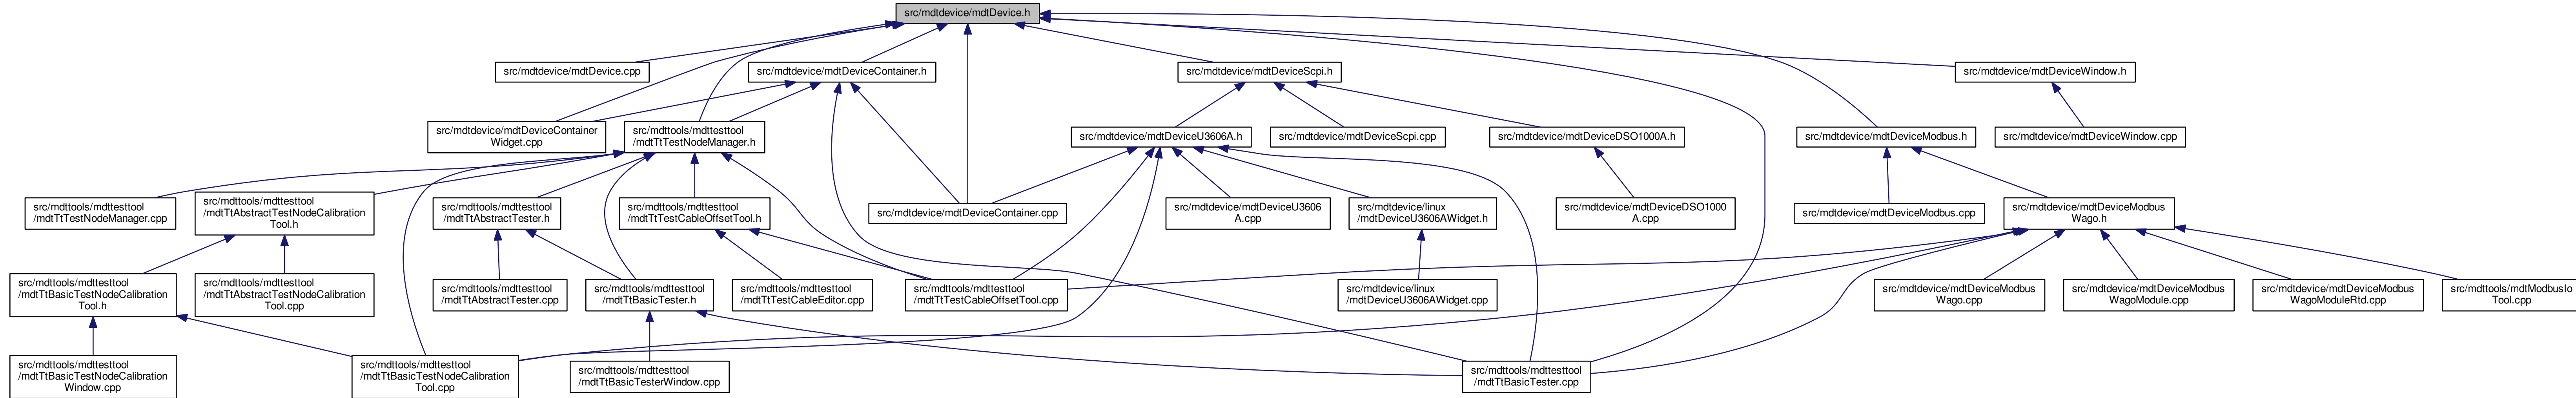 src/mdtdevice/mdtDevice.h
src/mdtdevice/mdtDevice.cpp
src/mdtdevice/mdtDeviceContainer.h
src/mdtdevice/mdtDeviceScpi.h
src/mdtdevice/mdtDeviceWindow.h
src/mdtdevice/mdtDeviceContainer
Widget.cpp
src/mdttools/mdttesttool
/mdtTtTestNodeManager.h
src/mdtdevice/mdtDeviceU3606A.h
src/mdtdevice/mdtDeviceScpi.cpp
src/mdtdevice/mdtDeviceDSO1000A.h
src/mdtdevice/mdtDeviceModbus.h
src/mdtdevice/mdtDeviceWindow.cpp
src/mdttools/mdttesttool
/mdtTtTestNodeManager.cpp
src/mdttools/mdttesttool
/mdtTtAbstractTestNodeCalibration
Tool.h
src/mdttools/mdttesttool
/mdtTtAbstractTester.h
src/mdttools/mdttesttool
/mdtTtTestCableOffsetTool.h
src/mdtdevice/mdtDeviceContainer.cpp
src/mdtdevice/mdtDeviceU3606
A.cpp
src/mdtdevice/linux
/mdtDeviceU3606AWidget.h
src/mdtdevice/mdtDeviceDSO1000
A.cpp
src/mdtdevice/mdtDeviceModbus.cpp
src/mdtdevice/mdtDeviceModbus
Wago.h
src/mdttools/mdttesttool
/mdtTtBasicTestNodeCalibration
Tool.h
src/mdttools/mdttesttool
/mdtTtAbstractTestNodeCalibration
Tool.cpp
src/mdttools/mdttesttool
/mdtTtAbstractTester.cpp
src/mdttools/mdttesttool
/mdtTtBasicTester.h
src/mdttools/mdttesttool
/mdtTtTestCableEditor.cpp
src/mdttools/mdttesttool
/mdtTtTestCableOffsetTool.cpp
src/mdtdevice/linux
/mdtDeviceU3606AWidget.cpp
src/mdtdevice/mdtDeviceModbus
Wago.cpp
src/mdtdevice/mdtDeviceModbus
WagoModule.cpp
src/mdtdevice/mdtDeviceModbus
WagoModuleRtd.cpp
src/mdttools/mdtModbusIo
Tool.cpp
src/mdttools/mdttesttool
/mdtTtBasicTestNodeCalibration
Window.cpp
src/mdttools/mdttesttool
/mdtTtBasicTestNodeCalibration
Tool.cpp
src/mdttools/mdttesttool
/mdtTtBasicTesterWindow.cpp
src/mdttools/mdttesttool
/mdtTtBasicTester.cpp